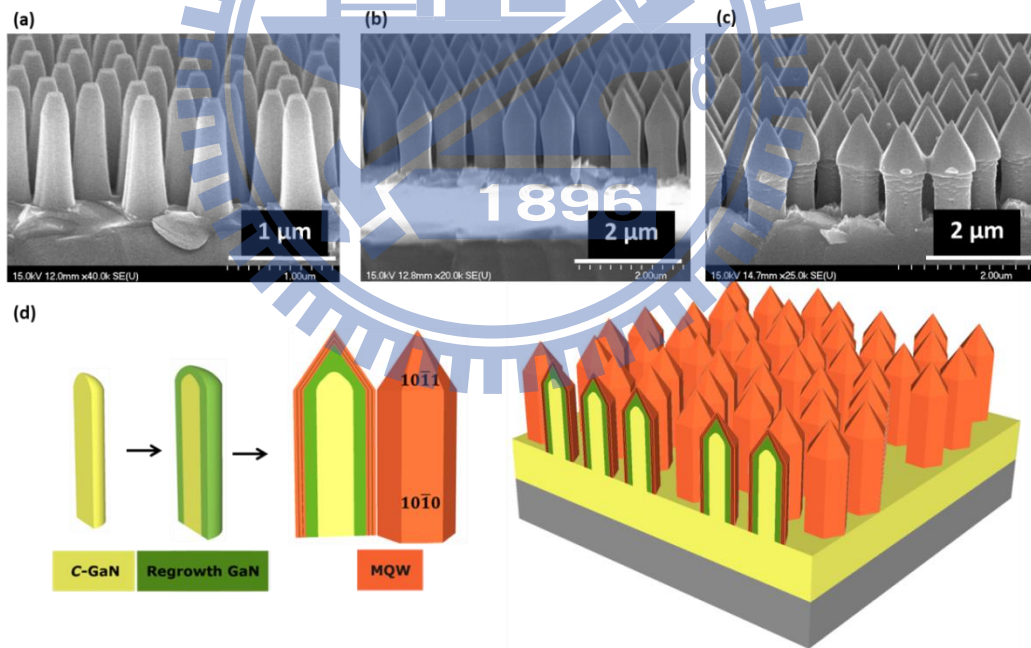 (a)
(b)
(c)
1896
1 μm
2 μm
2 μm
15.0kV 12.0mm x40.0k SE(U)
1.00um
15.0kV 12.8mm x20.0k SE(U)
2.00um
15.0kV 14.7mm x25.0k SE(U)
2.00um
(d)
101̄1
101̄0
C-GaN
Regrowth GaN
MQW